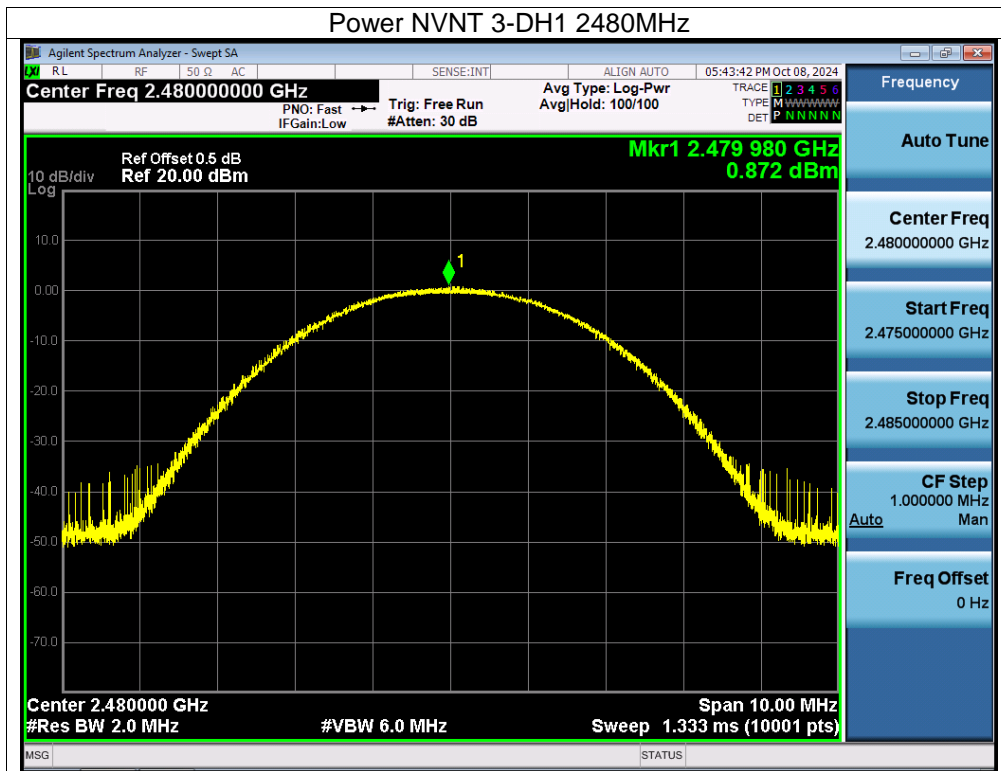 Power NVNT 3-DH1 2480MHz
Agilent Spectrum Analyzer - Swept SA
LXI RL RF 50 Ω AC SENSE:INT ALIGN AUTO 05:43:42 PM Oct 08, 2024
Center Freq 2.480000000 GHz
PNO: Fast
IFGain:Low
Trig: Free Run
#Atten: 30 dB
Avg Type: Log-Pwr
Avg|Hold: 100/100
TRACE 1 2 3 4 5 6
TYPE M WWWWW
DET P N N N N N
Ref Offset 0.5 dB
Ref 20.00 dBm
10 dB/div
Log
Mkr1 2.479 980 GHz
0.872 dBm
1
10.0
0.00
-10.0
-20.0
-30.0
-40.0
-50.0
-60.0
-70.0
Center 2.480000 GHz
#Res BW 2.0 MHz
#VBW 6.0 MHz
Span 10.00 MHz
Sweep 1.333 ms (10001 pts)
MSG
STATUS
Frequency
Auto Tune
Center Freq
2.480000000 GHz
Start Freq
2.475000000 GHz
Stop Freq
2.485000000 GHz
CF Step
1.000000 MHz
Auto Man
Freq Offset
0 Hz